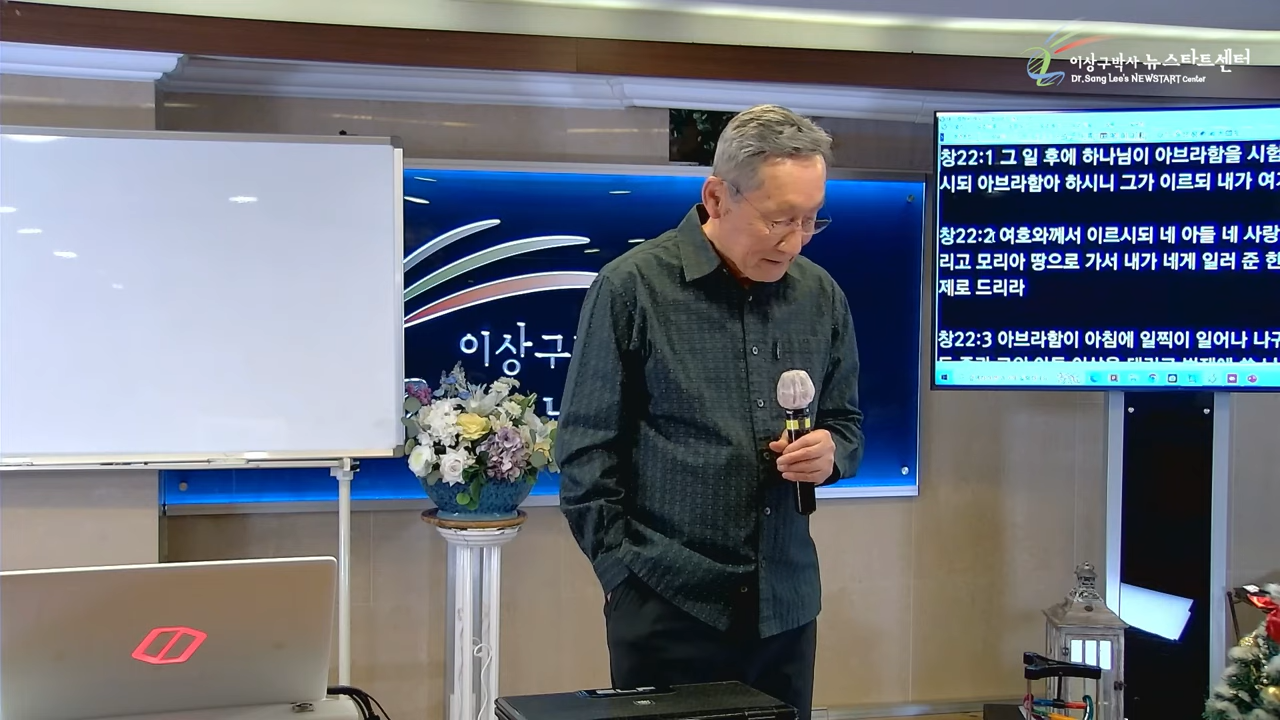 이상구박사 뉴스타트센터
Dr. Sang Lee's NEWSTART Center
창22:1 그 일 후에 하나님이 아브라함을 시험
시되 아브라함아 하시니 그가 이르되 내가 여기
창22:2 여호와께서 이르시되 네 아들 네 사랑
리고 모리아 땅으로 가서 내가 네게 일러 준 한
제로 드리라
창22:3 아브라함이 아침에 일찍이 일어나 나귀
이상구